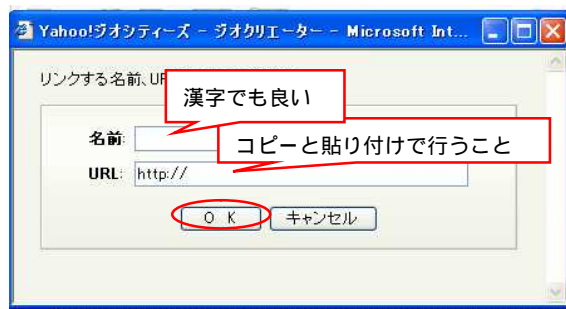 Yahoo!ジオシティーズ - ジオクリエーター - Microsoft Int...
リンクする名前、UR
漢字でも良い
名前:
コピーと貼り付けで行うこと
URL: http://
ＯＫ キャンセル